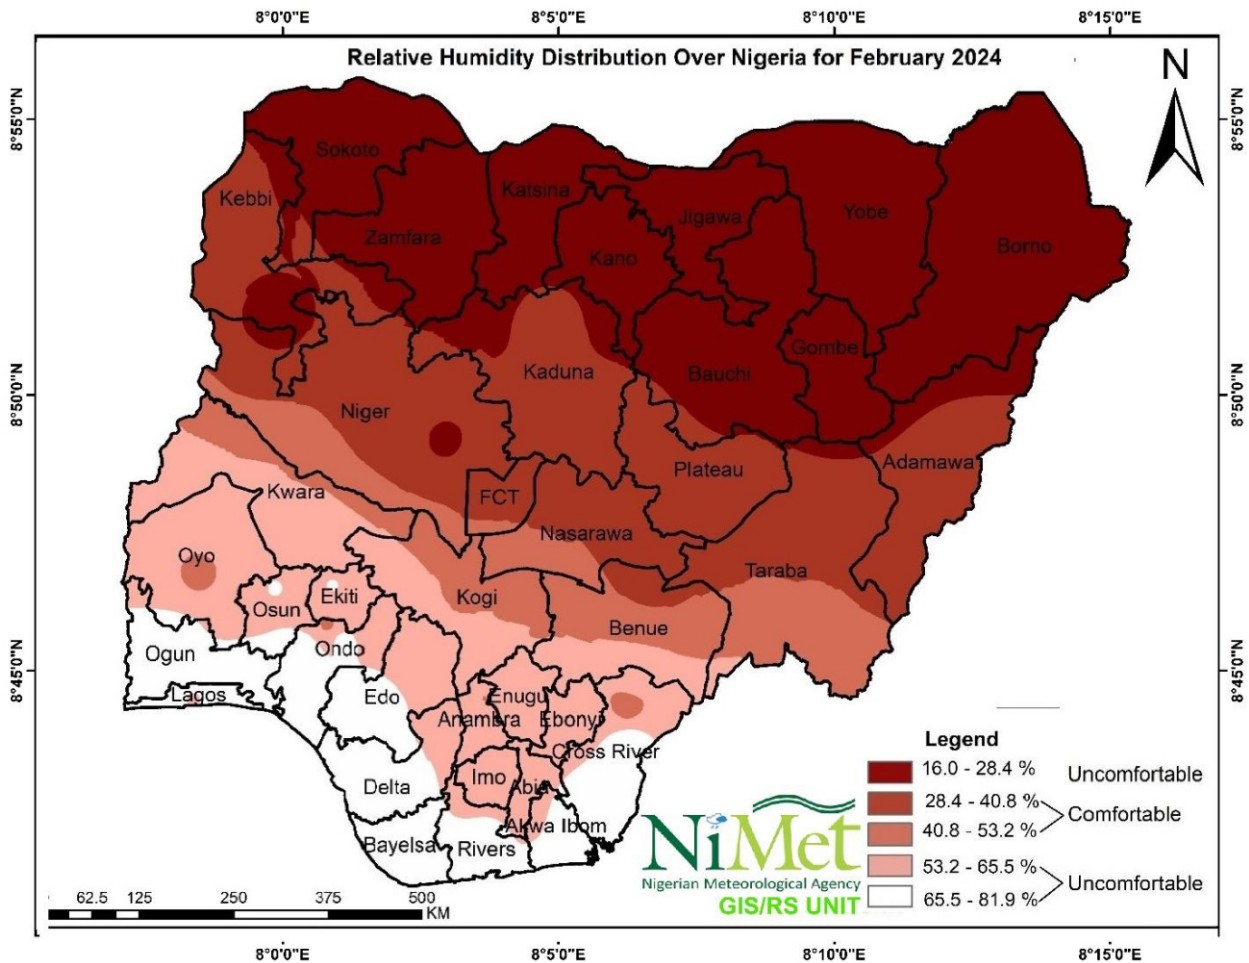 8°0'0"E 8°5'0"E 8°10'0"E 8°15'0"E
Relative Humidity Distribution Over Nigeria for February 2024
N
8°55'0"N 8°55'0"N
Sokoto
Kebbi
Katsina
Zamfara
Jigawa
Yobe
Kano
Borno
Gombe
Kaduna
Bauchi
8°50'0"N 8°50'0"N
Niger
Plateau
Adamawa
Kwara
FCT
Nasarawa
Oyo
Taraba
Osun
Ekiti
Kogi
Benue
Ogun
Ondo
8°45'0"N 8°45'0"N
Lagos
Edo
Enugu
Anambra
Ebonyi
Cross River
Delta
Imo
Abia
Akwa Ibom
Bayelsa
Rivers
Legend
16.0 - 28.4 % Uncomfortable
28.4 - 40.8 %
Comfortable
40.8 - 53.2 %
53.2 - 65.5 %
Uncomfortable
65.5 - 81.9 %
NiMet
Nigerian Meteorological Agency
GIS/RS UNIT
62.5 125 250 375 500
KM
8°0'0"E 8°5'0"E 8°10'0"E 8°15'0"E